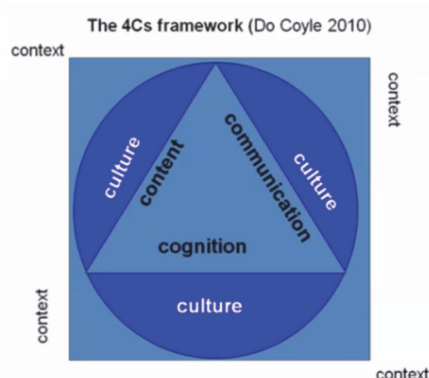 The 4Cs framework (Do Coyle 2010)
context
context
culture
content
communication
culture
cognition
context
culture
context